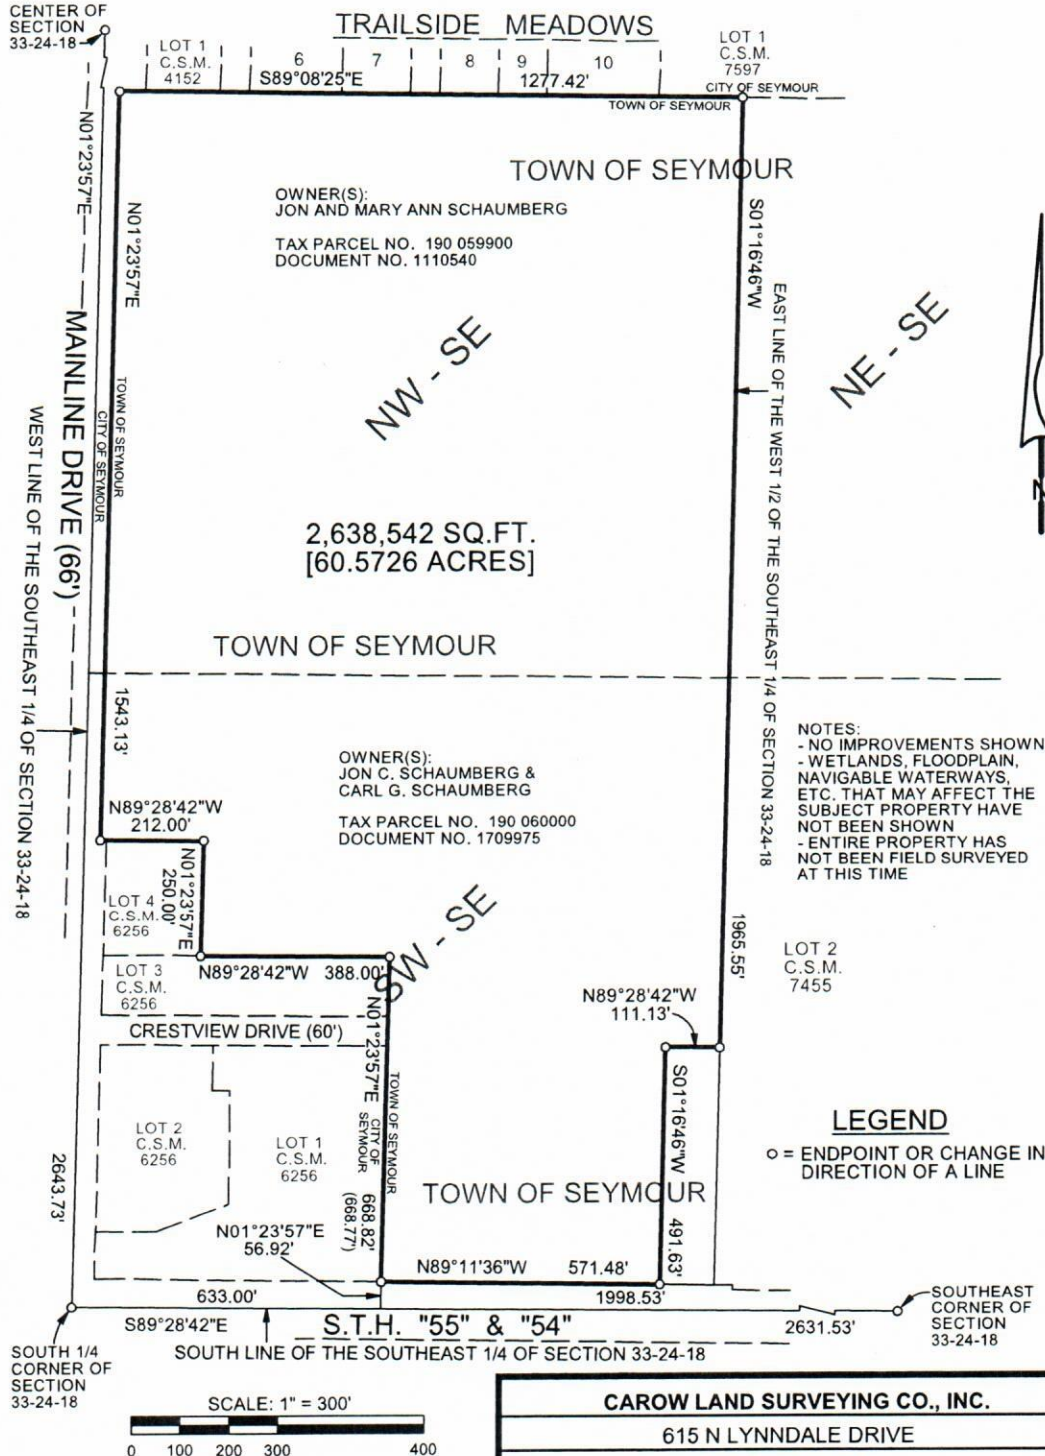 CENTER OF
SECTION
33-24-18
TRAILSIDE MEADOWS
LOT 1
C.S.M.
4152
6
7
8
9
10
LOT 1
C.S.M.
7597
S89°08'25"E
1277.42'
CITY OF SEYMOUR
TOWN OF SEYMOUR
TOWN OF SEYMOUR
N01°23'57"E
N01°23'57"E
OWNER(S):
JON AND MARY ANN SCHAUMBERG
TAX PARCEL NO. 190 059900
DOCUMENT NO. 1110540
S01°16'46"W
EAST LINE OF THE WEST 1/2 OF THE SOUTHEAST 1/4 OF SECTION 33-24-18
NW - SE
NE - SE
MAINLINE DRIVE (66')
TOWN OF SEYMOUR
CITY OF SEYMOUR
WEST LINE OF THE SOUTHEAST 1/4 OF SECTION 33-24-18
N
2,638,542 SQ.FT.
[60.5726 ACRES]
TOWN OF SEYMOUR
1543.13'
OWNER(S):
JON C. SCHAUMBERG &
CARL G. SCHAUMBERG
TAX PARCEL NO. 190 060000
DOCUMENT NO. 1709975
NOTES:
- NO IMPROVEMENTS SHOWN
- WETLANDS, FLOODPLAIN,
NAVIGABLE WATERWAYS,
ETC. THAT MAY AFFECT THE
SUBJECT PROPERTY HAVE
NOT BEEN SHOWN
- ENTIRE PROPERTY HAS
NOT BEEN FIELD SURVEYED
AT THIS TIME
N89°28'42"W
212.00'
N01°23'57"E
250.00'
LOT 4
C.S.M.
6256
SW - SE
1965.55'
LOT 2
C.S.M.
7455
LOT 3
C.S.M.
6256
N89°28'42"W 388.00'
N89°28'42"W
111.13'
CRESTVIEW DRIVE (60')
N01°23'57"E
TOWN OF SEYMOUR
CITY OF
SEYMOUR
668.82'
(668.77')
S01°16'46"W
491.63'
LOT 2
C.S.M.
6256
LOT 1
C.S.M.
6256
LEGEND
o = ENDPOINT OR CHANGE IN
DIRECTION OF A LINE
2643.73'
TOWN OF SEYMOUR
N01°23'57"E
56.92'
N89°11'36"W 571.48'
633.00'
1998.53'
SOUTHEAST
CORNER OF
SECTION
33-24-18
S89°28'42"E
S.T.H. "55" & "54"
2631.53'
SOUTH 1/4
CORNER OF
SECTION
33-24-18
SOUTH LINE OF THE SOUTHEAST 1/4 OF SECTION 33-24-18
SCALE: 1" = 300'
0 100 200 300 400
CAROW LAND SURVEYING CO., INC.
615 N LYNNDALE DRIVE